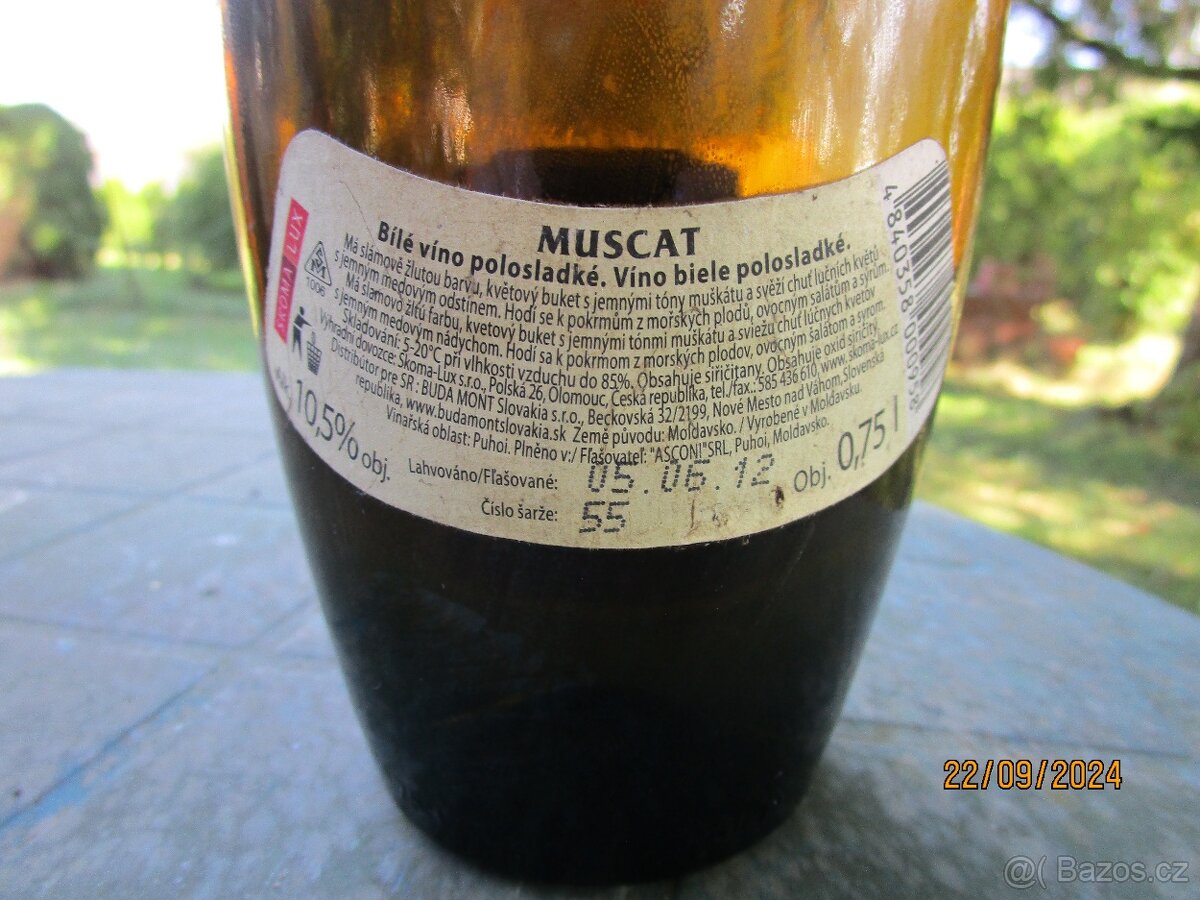 MUSCAT
Bílé víno polosladké. Víno biele polosladké.
Má slámově žlutou barvu, květový buket s jemnými tóny muškátu a svěží chuť lučních květů
s jemným medovým odstínem. Hodí se k pokrmům z mořských plodů, ovocným salátům a sýrům.
Má slamovo žltú farbu, kvetový buket s jemnými tónmi muškátu a sviežu chuť lúčnych kvetov
s jemným medovým nádychom. Hodí sa k pokrmom z morských plodov, ovocným salátom a syrom.
Skladování: 5-20°C při vlhkosti vzduchu do 85%. Obsahuje siřičitany. Obsahuje oxid siričitý.
Výhradní dovozce: Skoma-Lux s.r.o., Polská 26, Olomouc, Česká republika, tel./fax.: 585 436 610, www.skoma-lux.cz
Distributor pre SR : BUDA MONT Slovakia s.r.o., Beckovská 32/2199, Nové Mesto nad Váhom, Slovenská
republika, www.budamontslovakia.sk Země původu: Moldavsko. / Vyrobené v Moldavsku.
Vinařská oblast: Puhoi. Plněno v:/ Fľašovateľ: "ASCONI"SRL, Puhoi, Moldavsko.
Lahvováno/Fľašované: 05.06.12
Číslo šarže: 55
SKOMA LUX
1006
alk. 10,5% obj.
Obj. 0,75 l
4 840358 000098
22/09/2024
@( Bazos.cz